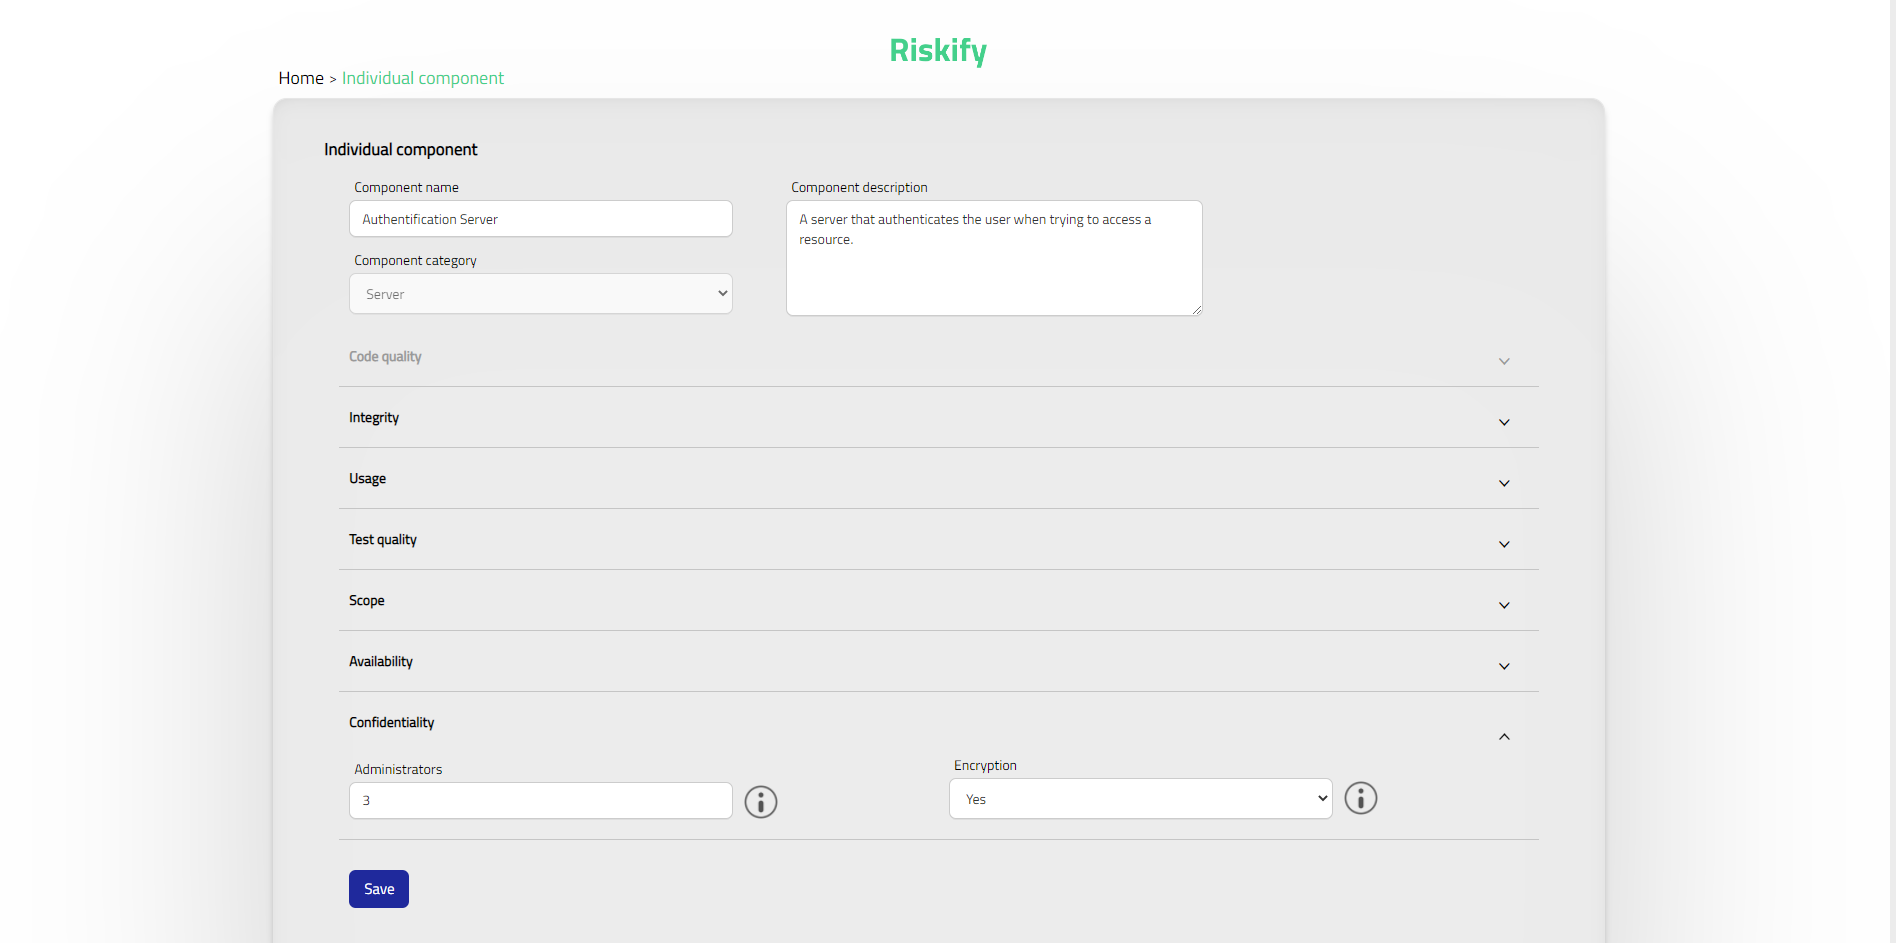 Riskify
Home > Individual component
Individual component
Component name
Component description
Authentification Server
A server that authenticates the user when trying to access a
resource.
Component category
Server
Code quality
Integrity
Usage
Test quality
Scope
Availability
Confidentiality
Administrators
Encryption
3
Yes
Save